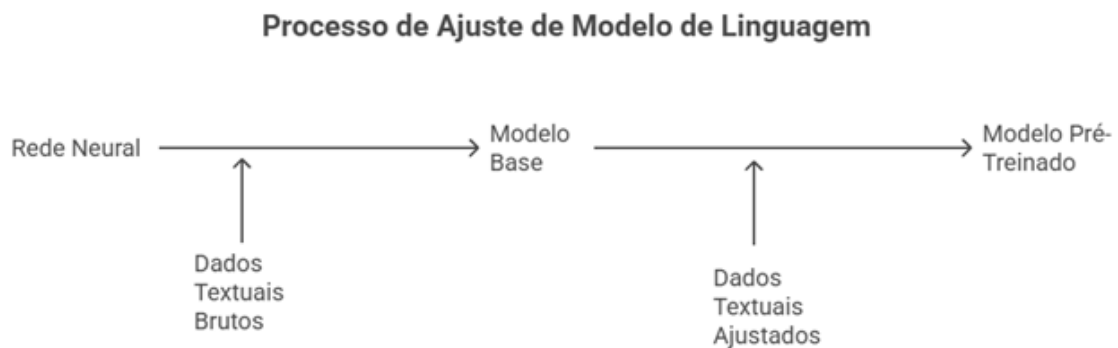 Processo de Ajuste de Modelo de Linguagem
Rede Neural
Modelo
Base
Modelo Pré-
Treinado
Dados
Textuais
Brutos
Dados
Textuais
Ajustados